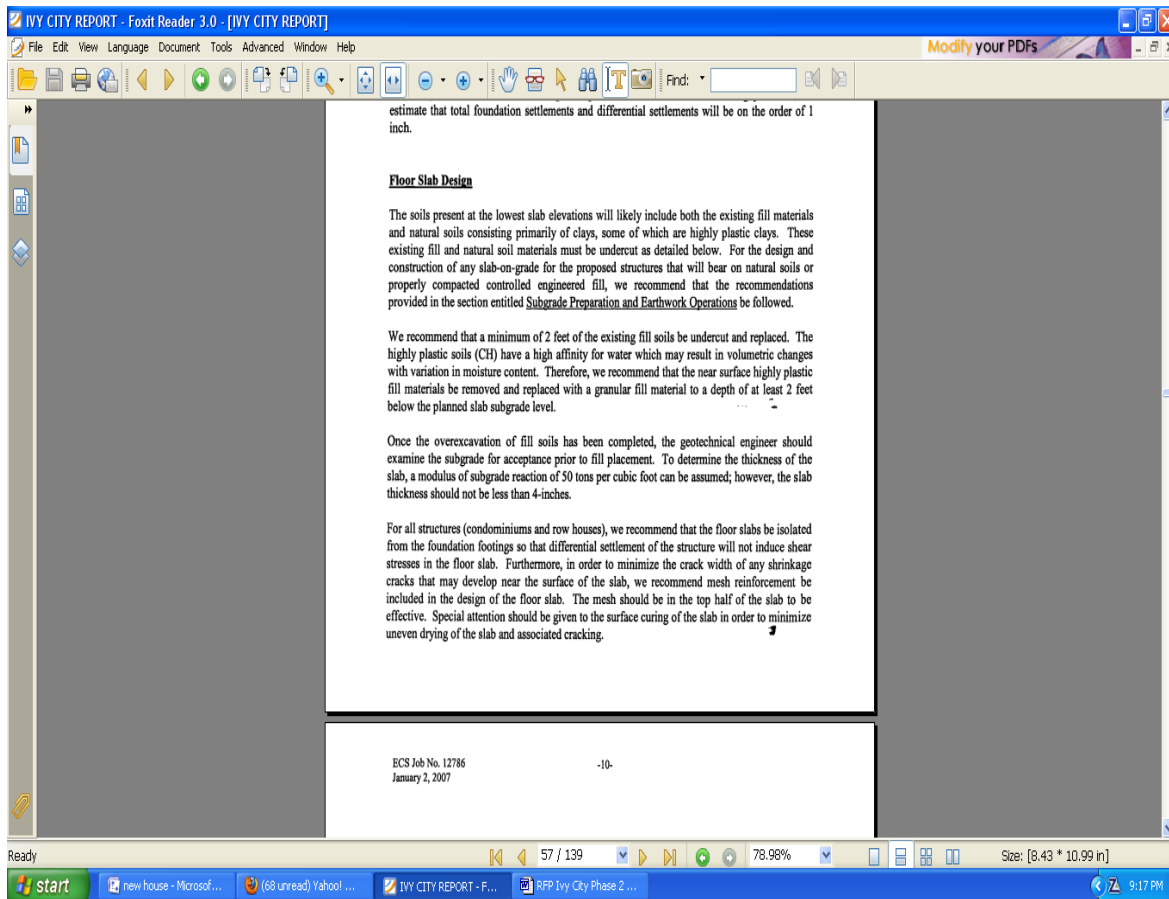 IVY CITY REPORT - Foxit Reader 3.0 - [IVY CITY REPORT]
File Edit View Language Document Tools Advanced Window Help
Modify your PDFs
Find:
estimate that total foundation settlements and differential settlements will be on the order of 1
inch.
Floor Slab Design
The soils present at the lowest slab elevations will likely include both the existing fill materials
and natural soils consisting primarily of clays, some of which are highly plastic clays. These
existing fill and natural soil materials must be undercut as detailed below. For the design and
construction of any slab-on-grade for the proposed structures that will bear on natural soils or
properly compacted controlled engineered fill, we recommend that the recommendations
provided in the section entitled Subgrade Preparation and Earthwork Operations be followed.
We recommend that a minimum of 2 feet of the existing fill soils be undercut and replaced. The
highly plastic soils (CH) have a high affinity for water which may result in volumetric changes
with variation in moisture content. Therefore, we recommend that the near surface highly plastic
fill materials be removed and replaced with a granular fill material to a depth of at least 2 feet
below the planned slab subgrade level.
Once the overexcavation of fill soils has been completed, the geotechnical engineer should
examine the subgrade for acceptance prior to fill placement. To determine the thickness of the
slab, a modulus of subgrade reaction of 50 tons per cubic foot can be assumed; however, the slab
thickness should not be less than 4-inches.
For all structures (condominiums and row houses), we recommend that the floor slabs be isolated
from the foundation footings so that differential settlement of the structure will not induce shear
stresses in the floor slab. Furthermore, in order to minimize the crack width of any shrinkage
cracks that may develop near the surface of the slab, we recommend mesh reinforcement be
included in the design of the floor slab. The mesh should be in the top half of the slab to be
effective. Special attention should be given to the surface curing of the slab in order to minimize
uneven drying of the slab and associated cracking.
ECS Job No. 12786 -10-
January 2, 2007
Ready 57 / 139 78.98% Size: [8.43 * 10.99 in]
start new house - Microsof... (68 unread) Yahoo! ... IVY CITY REPORT - F... RFP Ivy City Phase 2 ... 9:17 PM